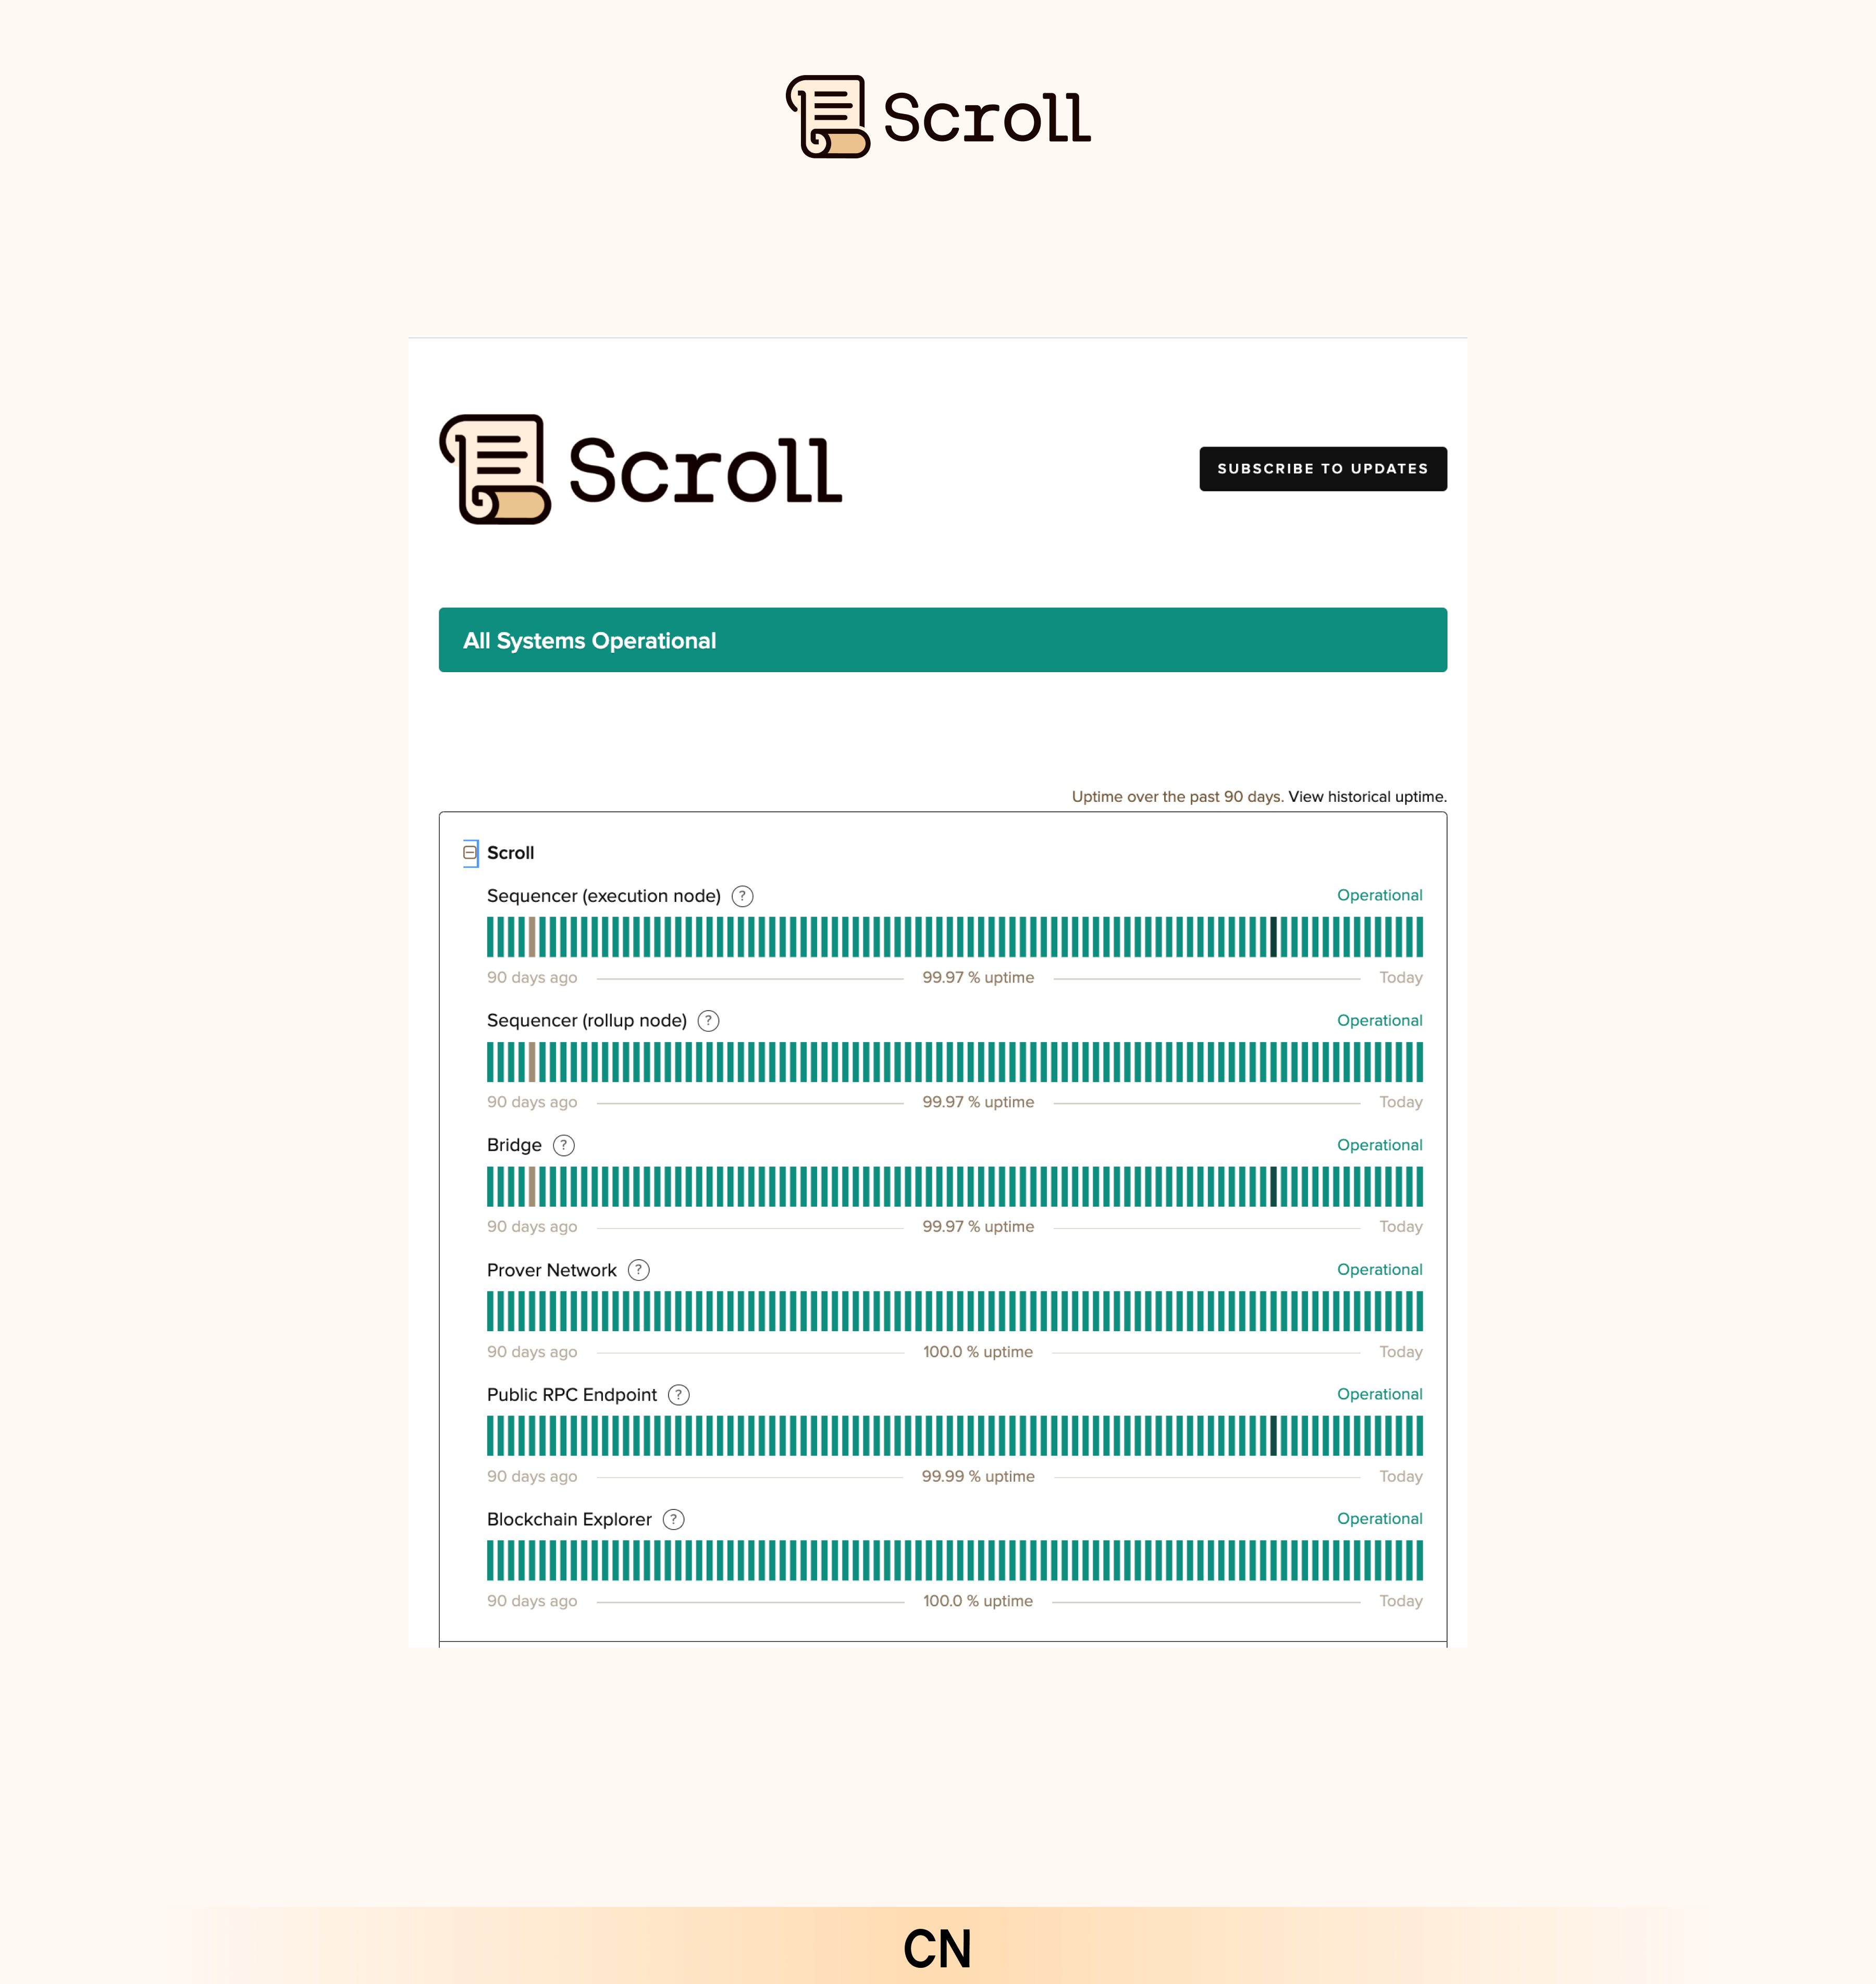 Scroll
Scroll
SUBSCRIBE TO UPDATES
All Systems Operational
Uptime over the past 90 days. View historical uptime.
Scroll
Sequencer (execution node) ?
Operational
90 days ago
99.97 % uptime
Today
Sequencer (rollup node) ?
Operational
90 days ago
99.97 % uptime
Today
Bridge ?
Operational
90 days ago
99.97 % uptime
Today
Prover Network ?
Operational
90 days ago
100.0 % uptime
Today
Public RPC Endpoint ?
Operational
90 days ago
99.99 % uptime
Today
Blockchain Explorer ?
Operational
90 days ago
100.0 % uptime
Today
CN